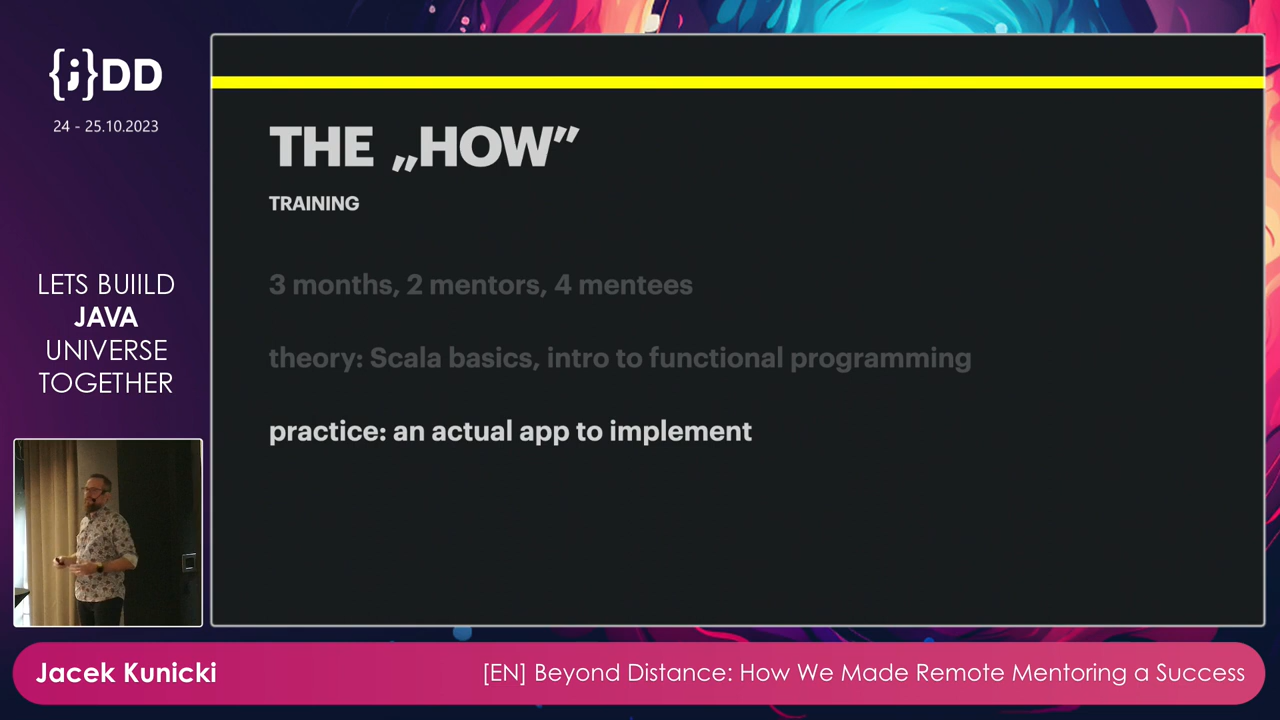 {j}DD
24 - 25.10.2023
LETS BUIILD
JAVA
UNIVERSE
TOGETHER
THE „HOW”
TRAINING
3 months, 2 mentors, 4 mentees
theory: Scala basics, intro to functional programming
practice: an actual app to implement
Jacek Kunicki
[EN] Beyond Distance: How We Made Remote Mentoring a Success